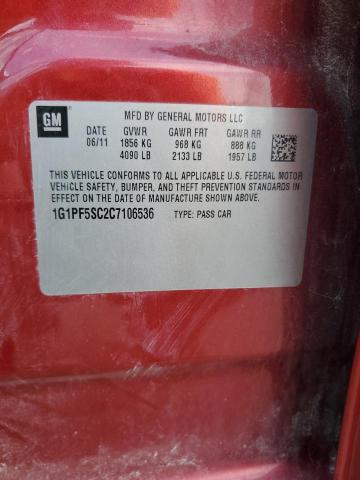 GM
MFD BY GENERAL MOTORS LLC
DATE GVWR GAWR FRT GAWR RR
06/11 1856 KG 968 KG 888 KG
4090 LB 2133 LB 1957 LB
THIS VEHICLE CONFORMS TO ALL APPLICABLE U.S. FEDERAL MOTOR
VEHICLE SAFETY, BUMPER, AND THEFT PREVENTION STANDARDS IN
EFFECT ON THE DATE OF MANUFACTURE SHOWN ABOVE.
1G1PF5SC2C7106536 TYPE: PASS CAR